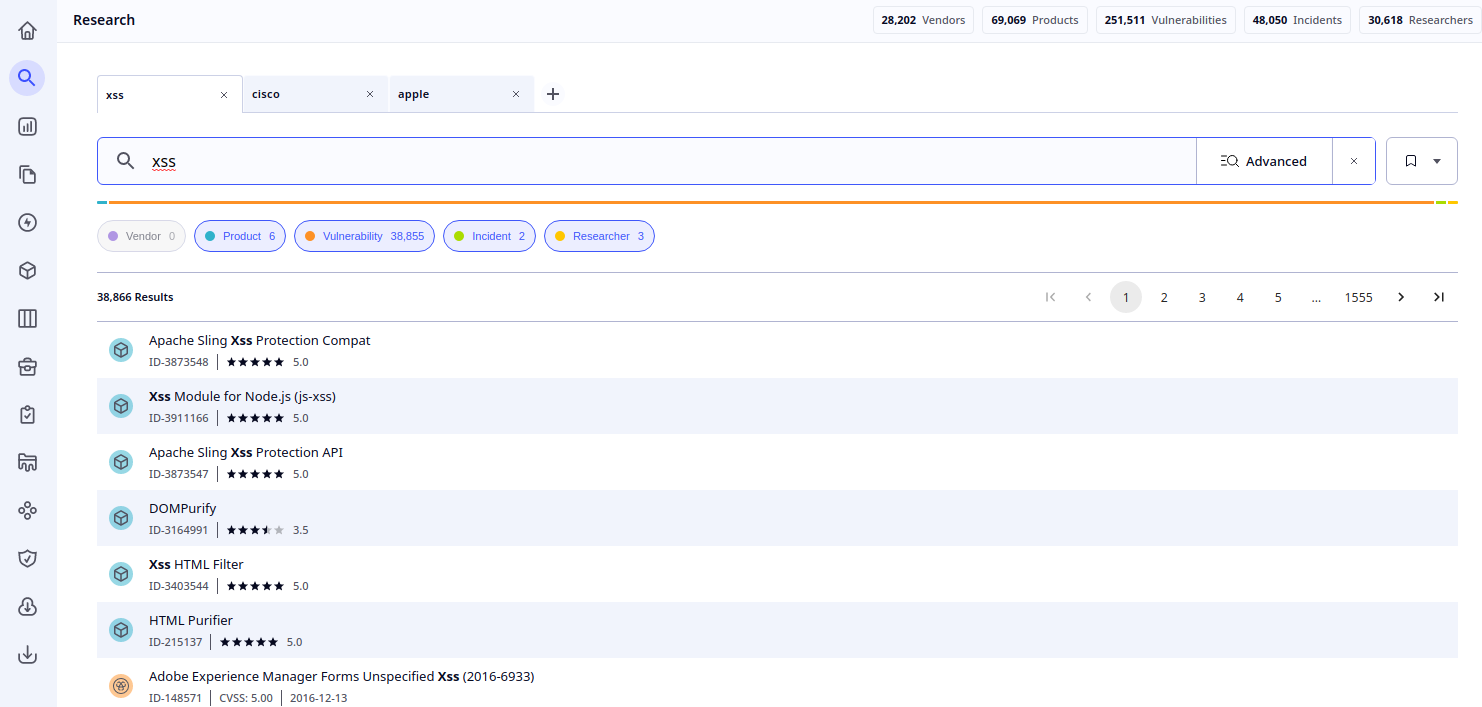 Research
28,202 Vendors
69,069 Products
251,511 Vulnerabilities
48,050 Incidents
30,618 Researchers
xss
cisco
apple
xss
Advanced
Vendor 0
Product 6
Vulnerability 38,855
Incident 2
Researcher 3
38,866 Results
1 2 3 4 5 ... 1555
Apache Sling Xss Protection Compat
ID-3873548 5.0
Xss Module for Node.js (js-xss)
ID-3911166 5.0
Apache Sling Xss Protection API
ID-3873547 5.0
DOMPurify
ID-3164991 3.5
Xss HTML Filter
ID-3403544 5.0
HTML Purifier
ID-215137 5.0
Adobe Experience Manager Forms Unspecified Xss (2016-6933)
ID-148571 CVSS: 5.00 2016-12-13